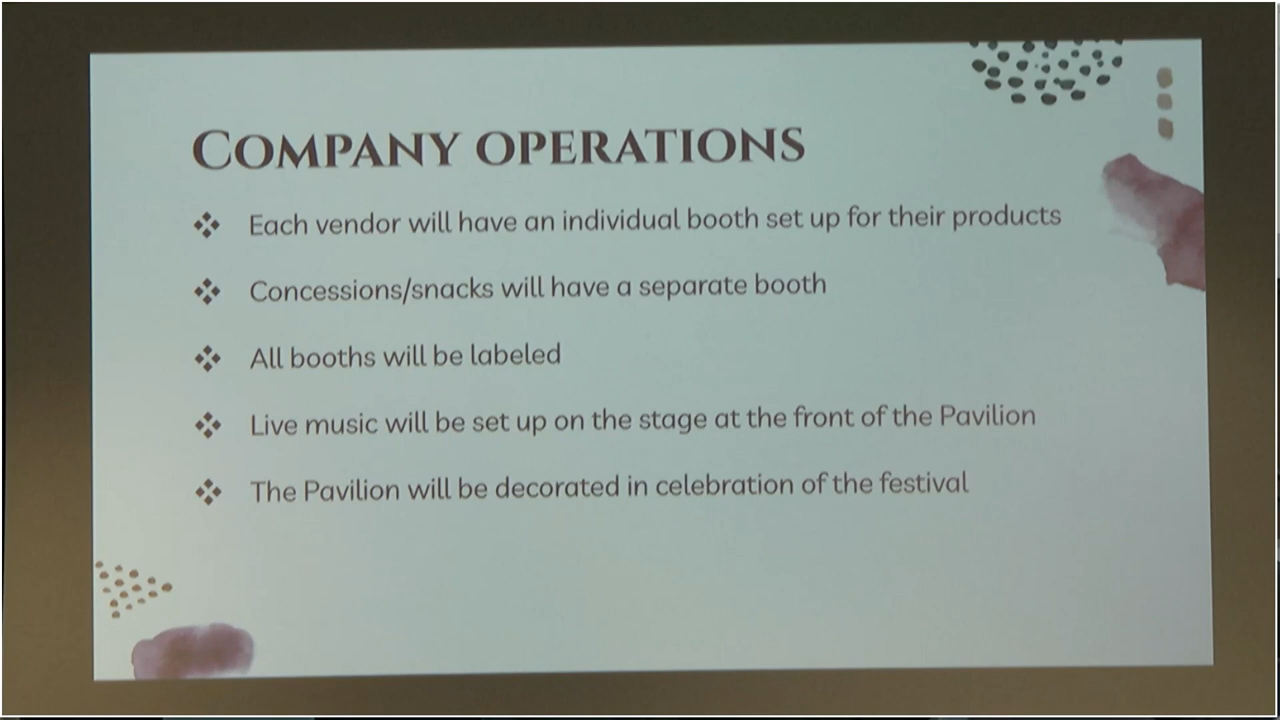 Company operations
Each vendor will have an individual booth set up for their products
Concessions/snacks will have a separate booth
All booths will be labeled
Live music will be set up on the stage at the front of the Pavilion
The Pavilion will be decorated in celebration of the festival